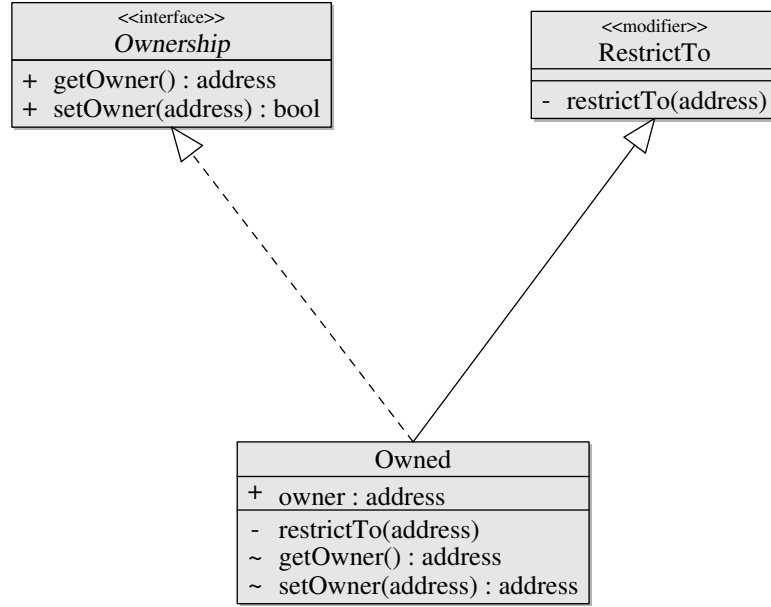 <<interface>>
Ownership
+ getOwner() : address
+ setOwner(address) : bool
<<modifier>>
RestrictTo
- restrictTo(address)
Owned
+ owner : address
- restrictTo(address)
~ getOwner() : address
~ setOwner(address) : address